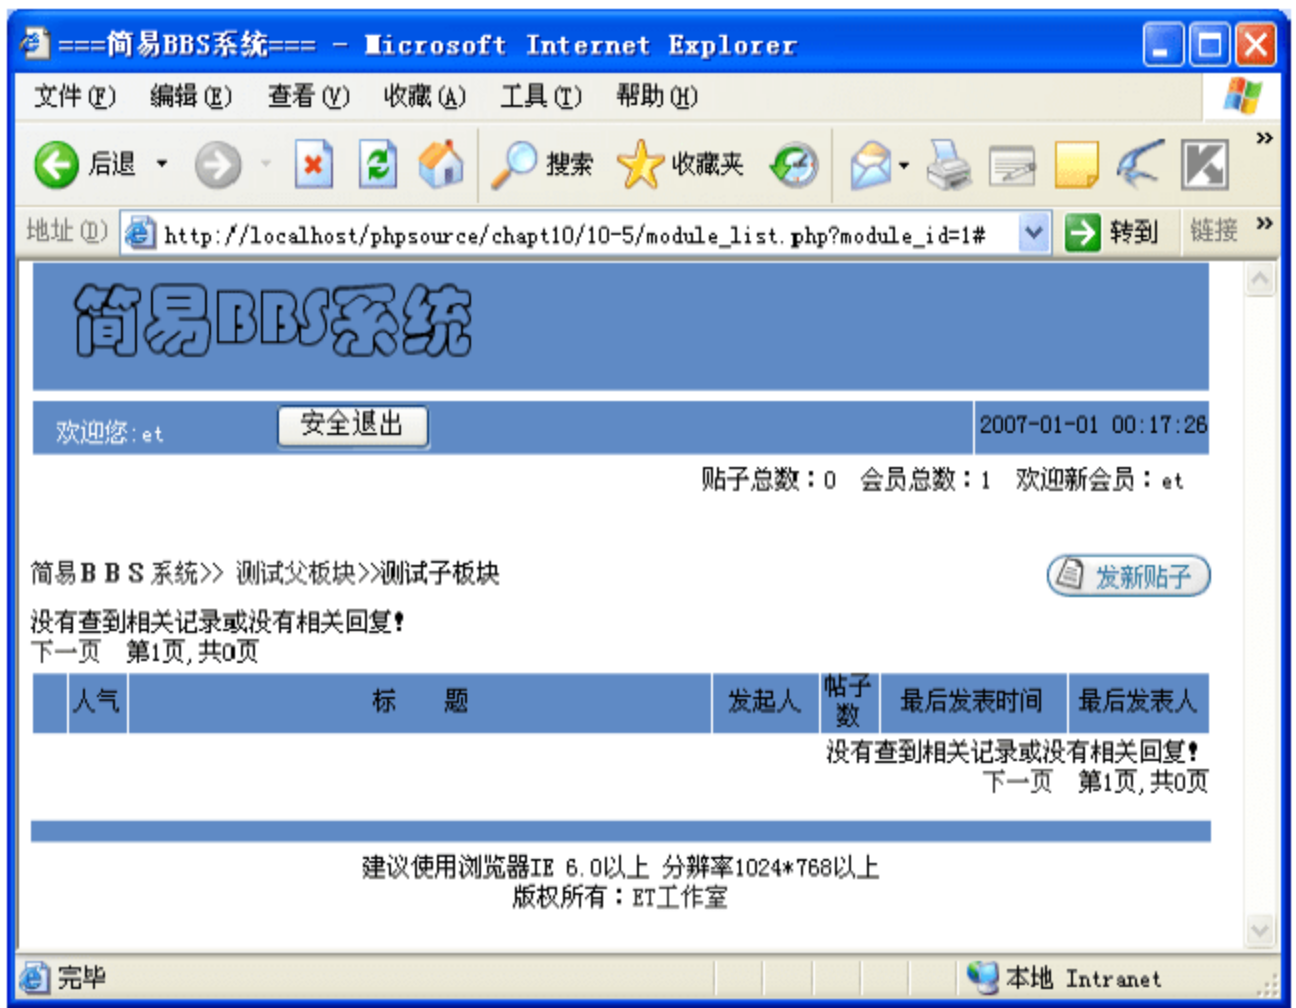 ===简易BBS系统=== - Microsoft Internet Explorer
文件(F) 编辑(E) 查看(V) 收藏(A) 工具(T) 帮助(H)
后退 搜索 收藏夹 »
地址(D) http://localhost/phpsource/chapt10/10-5/module_list.php?module_id=1# 转到 链接 »
简易BBS系统
欢迎您:et 安全退出 2007-01-01 00:17:26
贴子总数：0 会员总数：1 欢迎新会员：et
简易ＢＢＳ系统>> 测试父板块>>测试子板块 发新贴子
没有查到相关记录或没有相关回复!
下一页 第1页,共0页
人气 标 题 发起人 帖子数 最后发表时间 最后发表人
没有查到相关记录或没有相关回复!
下一页 第1页,共0页
建议使用浏览器IE 6.0以上 分辨率1024*768以上
版权所有：ET工作室
完毕 本地 Intranet